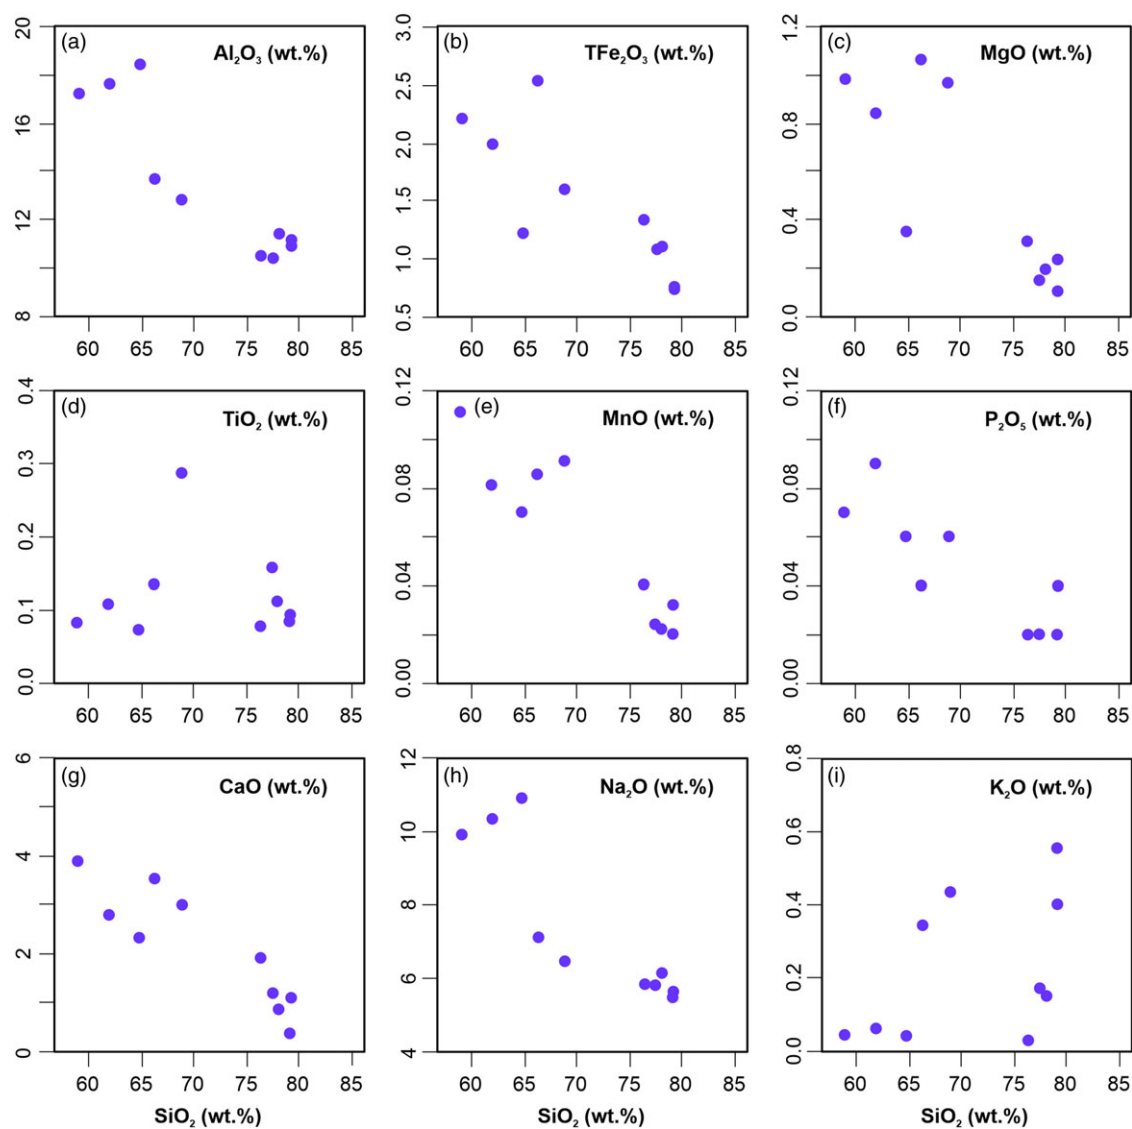 (a) Al₂O₃ (wt.%)
20
16
12
8
60 65 70 75 80 85
(b) TFe₂O₃ (wt.%)
3.0
2.5
2.0
1.5
1.0
0.5
60 65 70 75 80 85
(c) MgO (wt.%)
1.2
0.8
0.4
0.0
60 65 70 75 80 85
(d) TiO₂ (wt.%)
0.4
0.3
0.2
0.1
0.0
60 65 70 75 80 85
(e) MnO (wt.%)
0.12
0.08
0.04
0.00
60 65 70 75 80 85
(f) P₂O₅ (wt.%)
0.12
0.08
0.04
0.00
60 65 70 75 80 85
(g) CaO (wt.%)
6
4
2
0
60 65 70 75 80 85
SiO₂ (wt.%)
(h) Na₂O (wt.%)
12
10
8
6
4
60 65 70 75 80 85
SiO₂ (wt.%)
(i) K₂O (wt.%)
0.8
0.6
0.4
0.2
0.0
60 65 70 75 80 85
SiO₂ (wt.%)